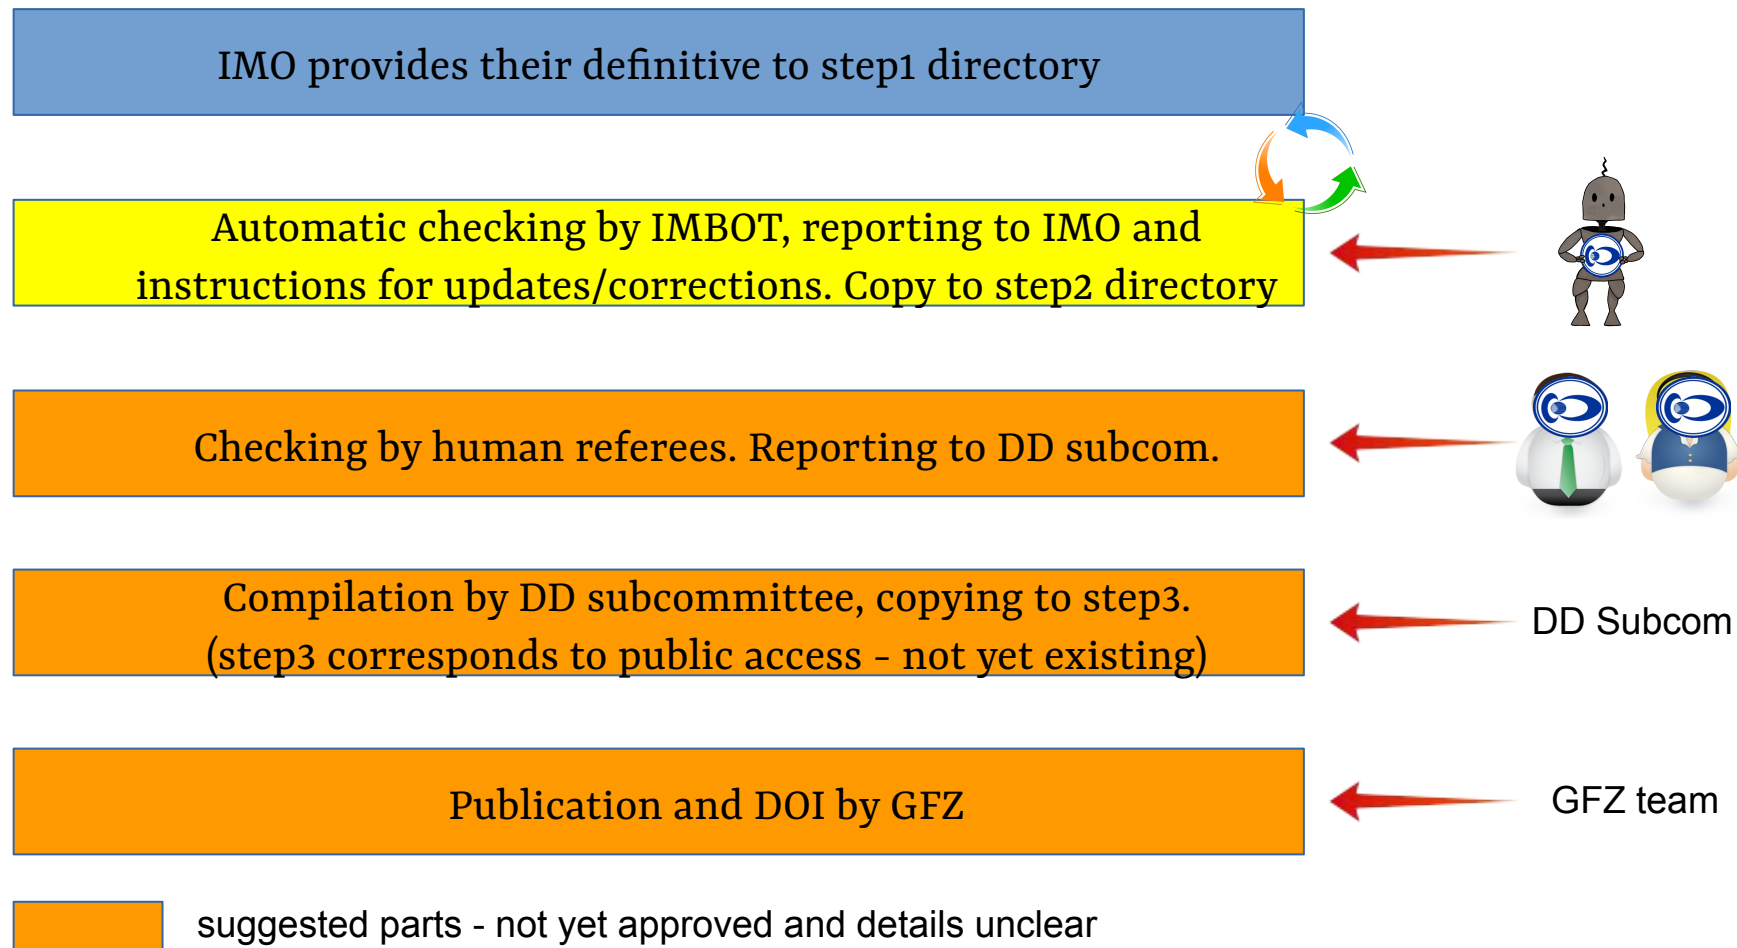 IMO provides their definitive to step1 directory
Automatic checking by IMBOT, reporting to IMO and
instructions for updates/corrections. Copy to step2 directory
Checking by human referees. Reporting to DD subcom.
Compilation by DD subcommittee, copying to step3.
(step3 corresponds to public access - not yet existing)
DD Subcom
Publication and DOI by GFZ
GFZ team
suggested parts - not yet approved and details unclear